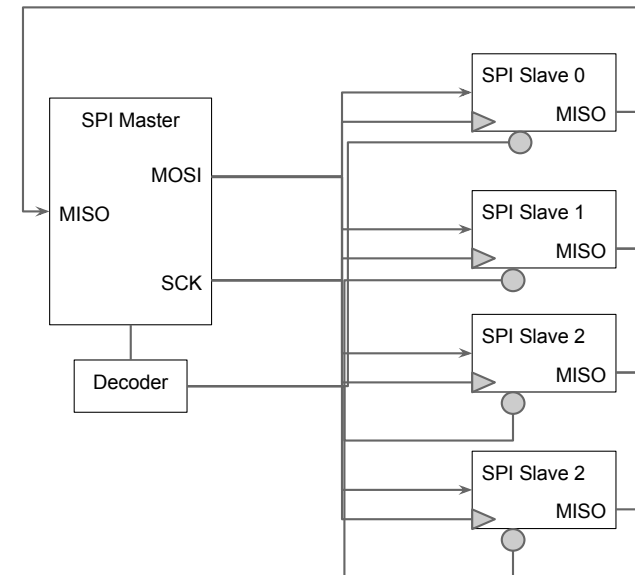 SPI Master
MOSI
MISO
SCK
Decoder
SPI Slave 0
MISO
SPI Slave 1
MISO
SPI Slave 2
MISO
SPI Slave 2
MISO